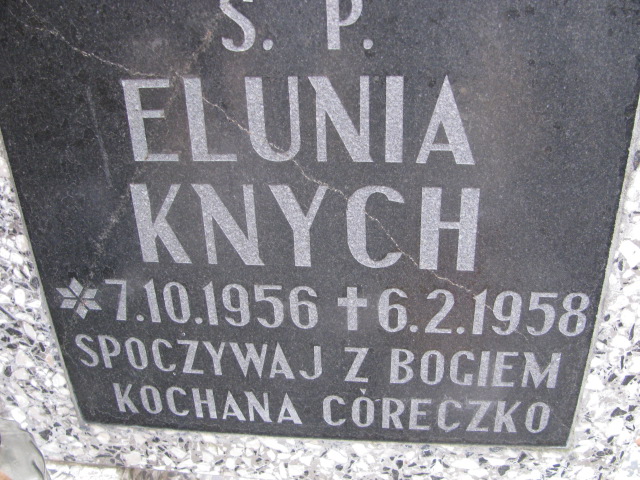 Ś. P.
ELUNIA
KNYCH
* 7.10.1956 ✝ 6.2.1958
SPOCZYWAJ Z BOGIEM
KOCHANA CÓRECZKO